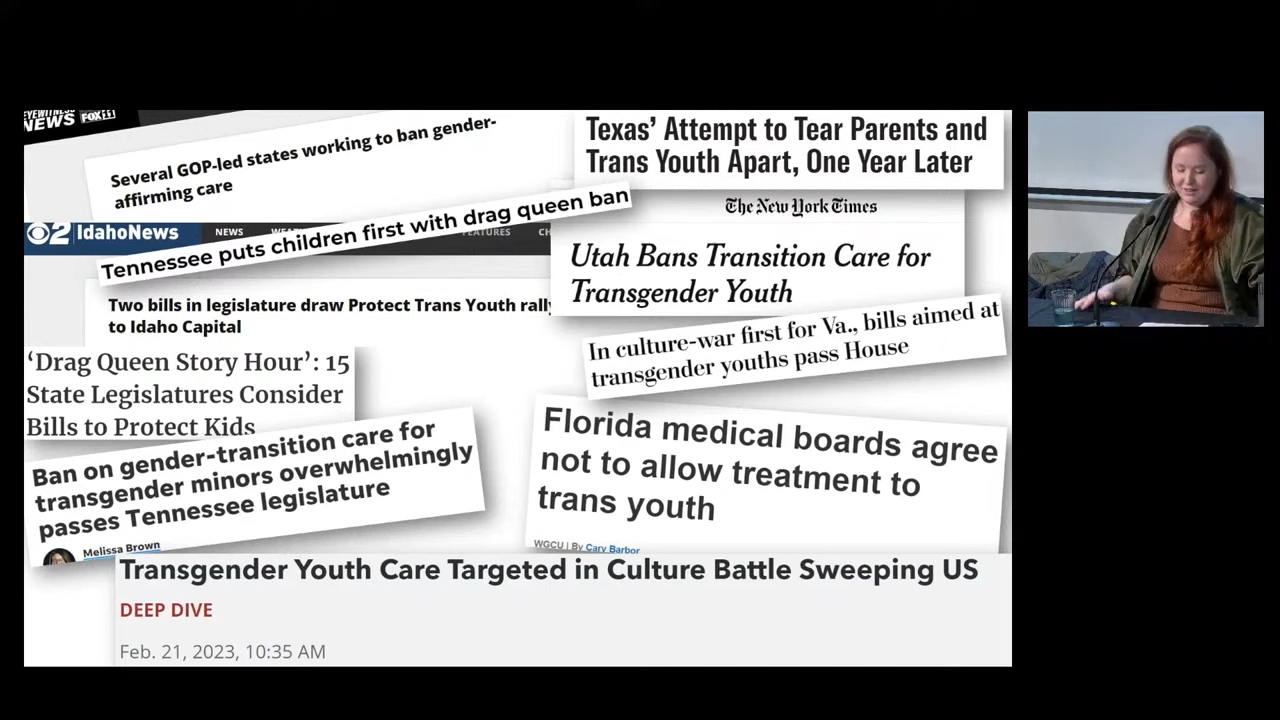 EYEWITNESS
NEWS FOX
Several GOP-led states working to ban gender-
affirming care
Texas’ Attempt to Tear Parents and
Trans Youth Apart, One Year Later
Tennessee puts children first with drag queen ban
The New York Times
2 IdahoNews NEWS FEATURES
Utah Bans Transition Care for
Transgender Youth
Two bills in legislature draw Protect Trans Youth rally
to Idaho Capital
In culture-war first for Va., bills aimed at
transgender youths pass House
‘Drag Queen Story Hour’: 15
State Legislatures Consider
Bills to Protect Kids
Ban on gender-transition care for
transgender minors overwhelmingly
passes Tennessee legislature
Melissa Brown
Florida medical boards agree
not to allow treatment to
trans youth
WGCU | By Cary Barbor
Transgender Youth Care Targeted in Culture Battle Sweeping US
DEEP DIVE
Feb. 21, 2023, 10:35 AM